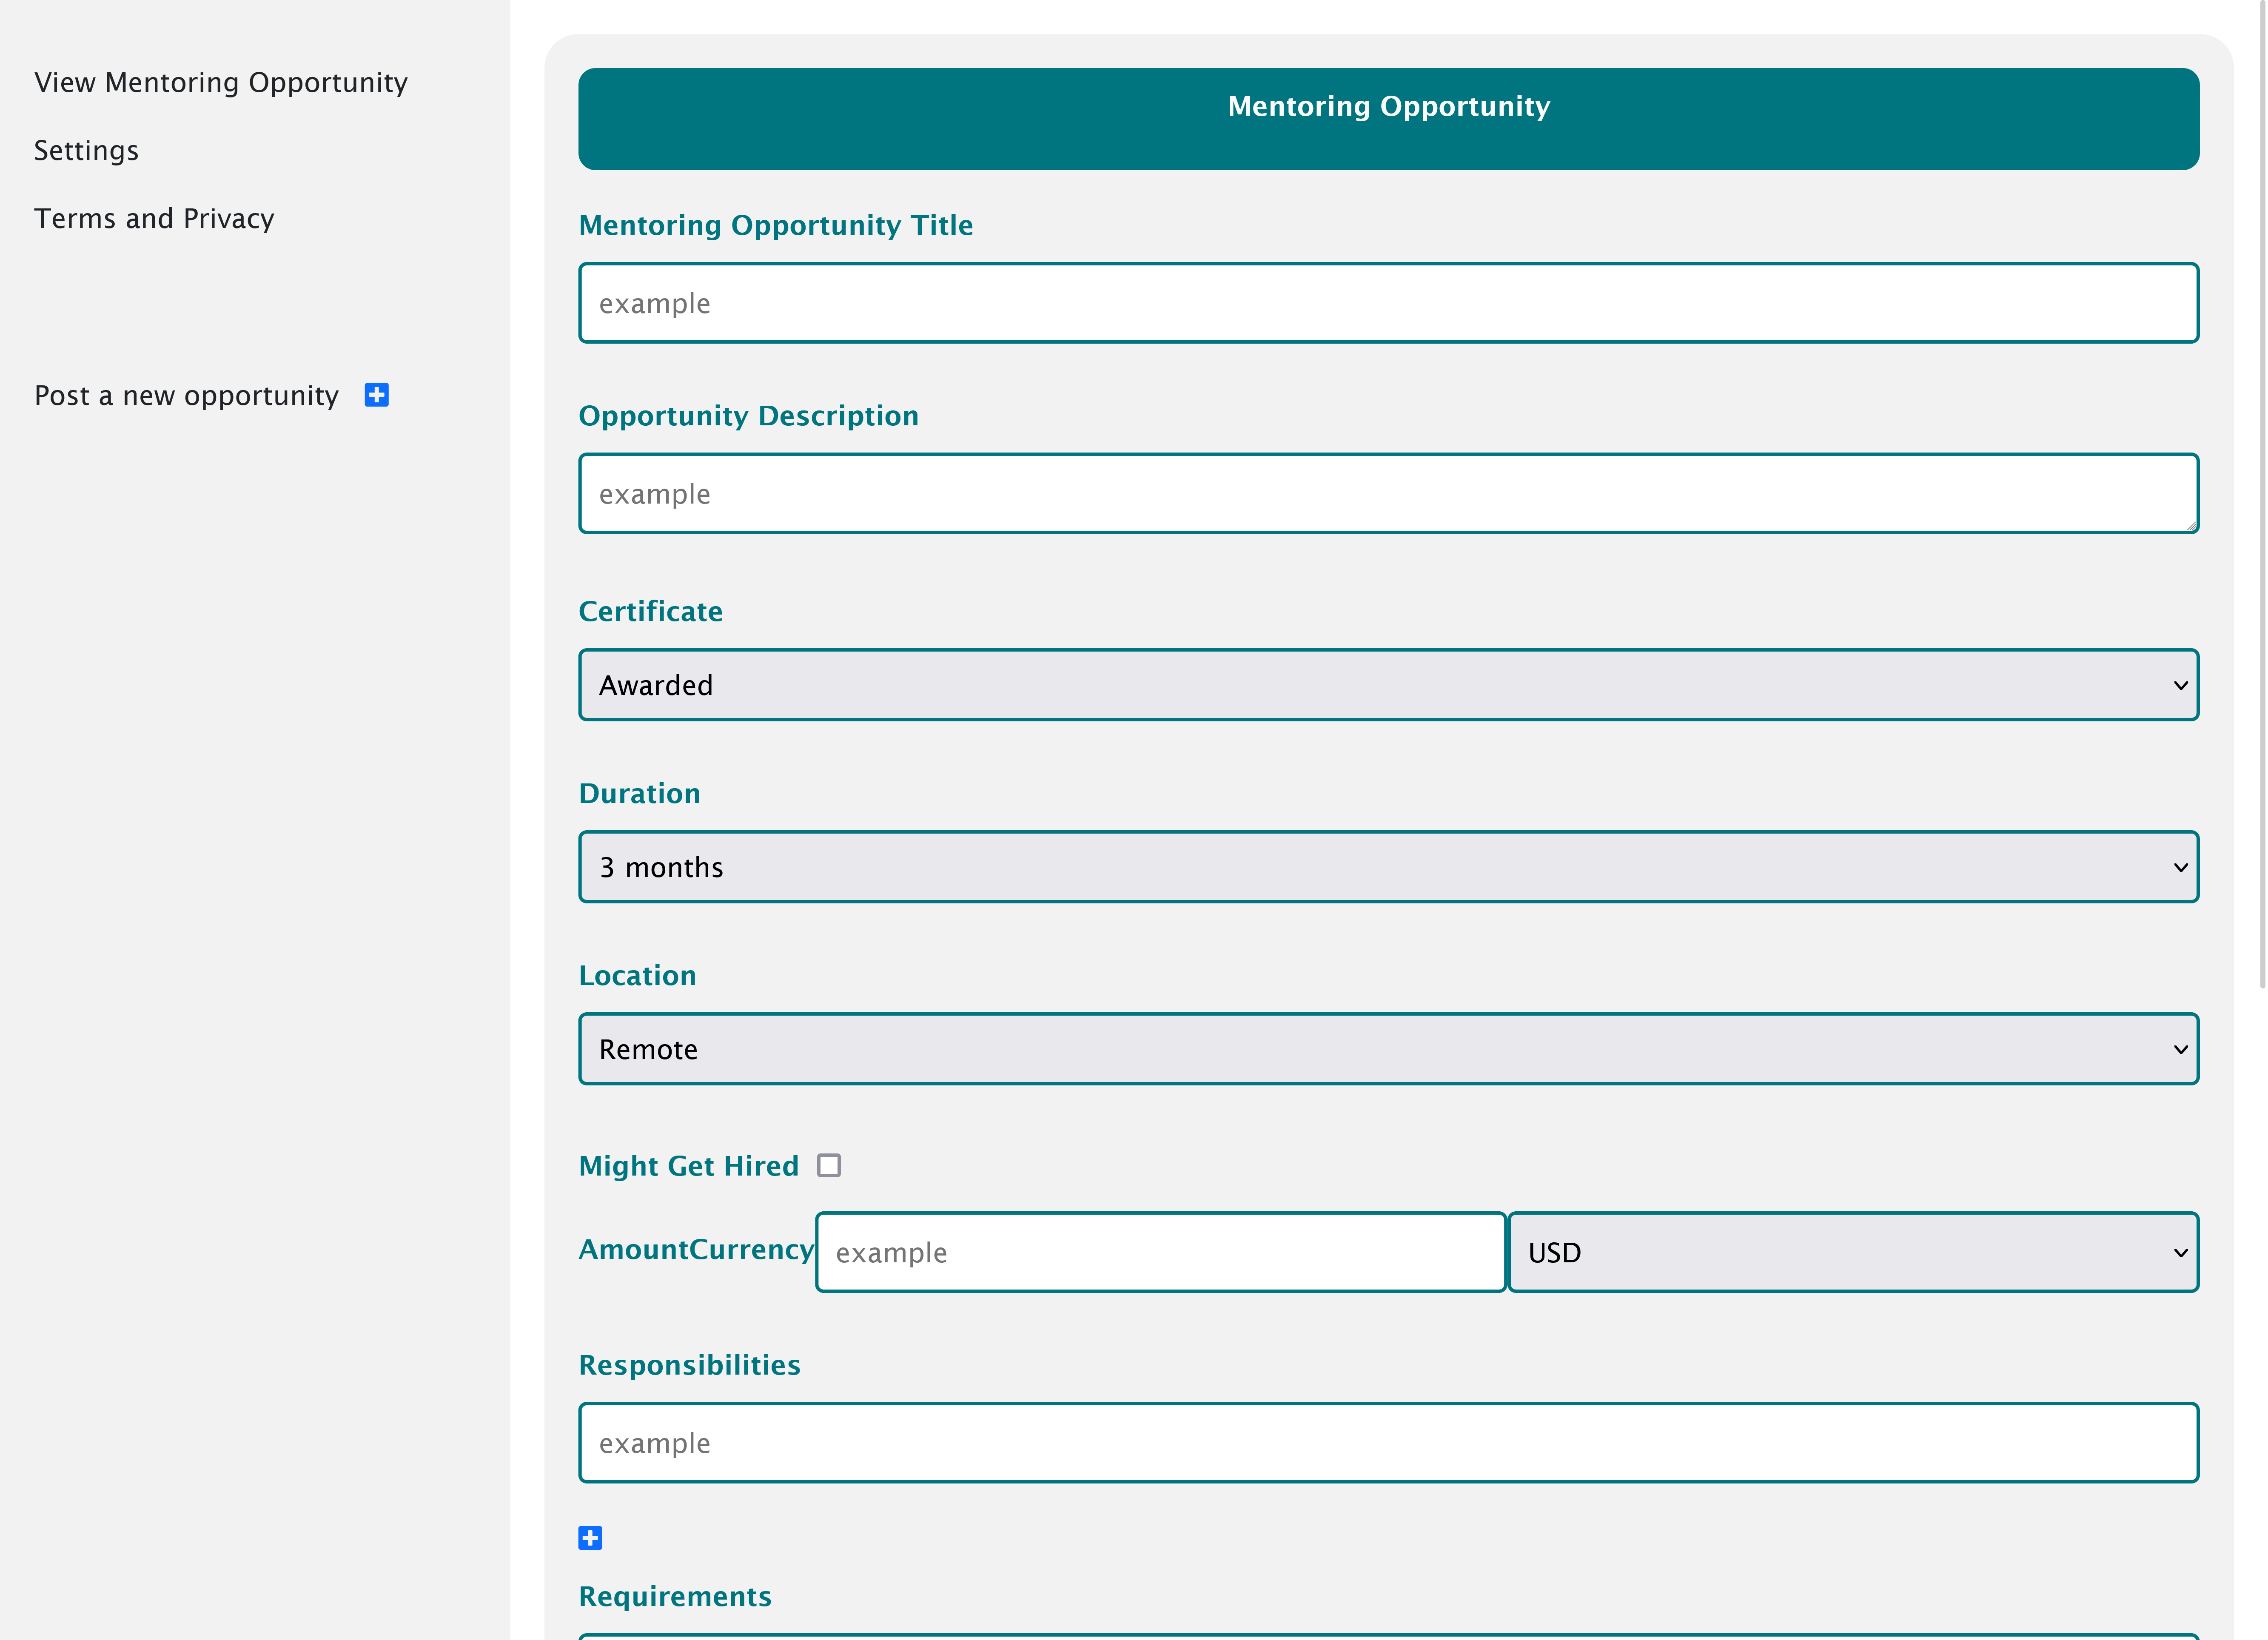 View Mentoring Opportunity
Settings
Terms and Privacy
Post a new opportunity
Mentoring Opportunity
Mentoring Opportunity Title
example
Opportunity Description
example
Certificate
Awarded
Duration
3 months
Location
Remote
Might Get Hired
AmountCurrency example USD
Responsibilities
example
Requirements